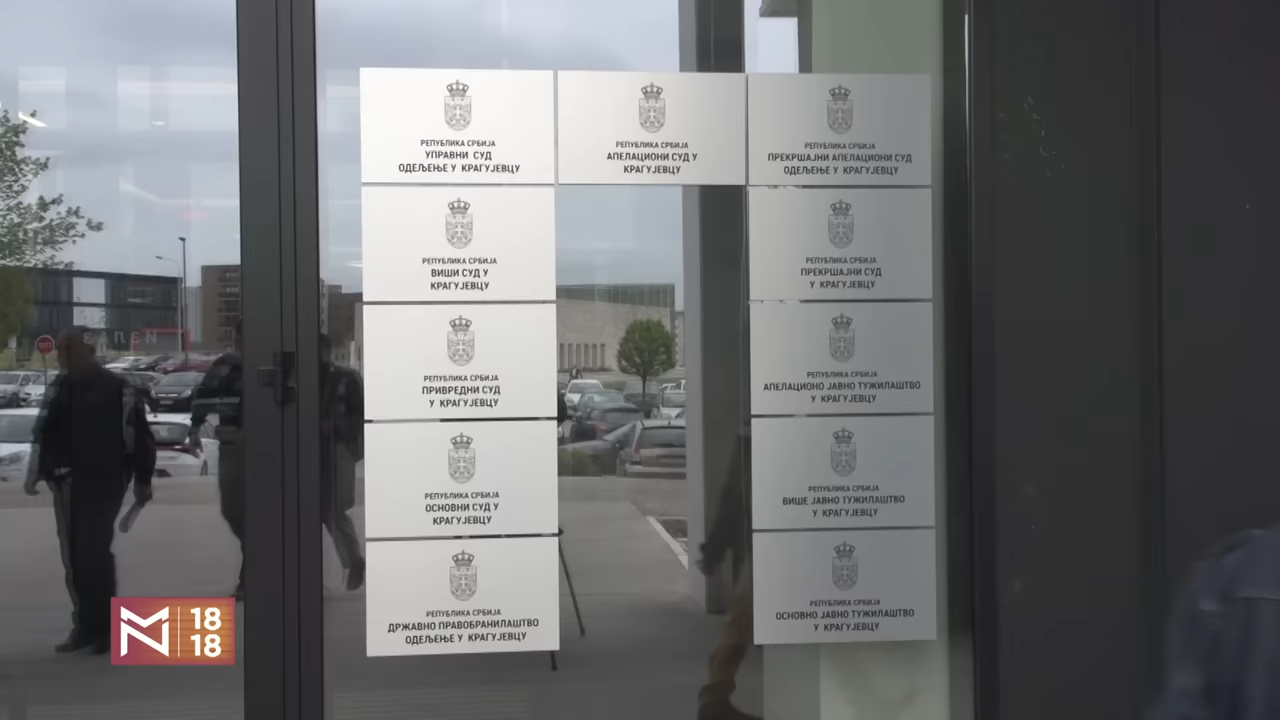 РЕПУБЛИКА СРБИЈА
УПРАВНИ СУД
ОДЕЉЕЊЕ У КРАГУЈЕВЦУ
РЕПУБЛИКА СРБИЈА
АПЕЛАЦИОНИ СУД У
КРАГУЈЕВЦУ
РЕПУБЛИКА СРБИЈА
ПРЕКРШАЈНИ АПЕЛАЦИОНИ СУД
ОДЕЉЕЊЕ У КРАГУЈЕВЦУ
РЕПУБЛИКА СРБИЈА
ВИШИ СУД У
КРАГУЈЕВЦУ
РЕПУБЛИКА СРБИЈА
ПРЕКРШАЈНИ СУД
У КРАГУЈЕВЦУ
РЕПУБЛИКА СРБИЈА
ПРИВРЕДНИ СУД
У КРАГУЈЕВЦУ
РЕПУБЛИКА СРБИЈА
АПЕЛАЦИОНО ЈАВНО ТУЖИЛАШТВО
У КРАГУЈЕВЦУ
РЕПУБЛИКА СРБИЈА
ОСНОВНИ СУД У
КРАГУЈЕВЦУ
РЕПУБЛИКА СРБИЈА
ВИШЕ ЈАВНО ТУЖИЛАШТВО
У КРАГУЈЕВЦУ
РЕПУБЛИКА СРБИЈА
ДРЖАВНО ПРАВОБРАНИЛАШТВО
ОДЕЉЕЊЕ У КРАГУЈЕВЦУ
РЕПУБЛИКА СРБИЈА
ОСНОВНО ЈАВНО ТУЖИЛАШТВО
У КРАГУЈЕВЦУ
18
18